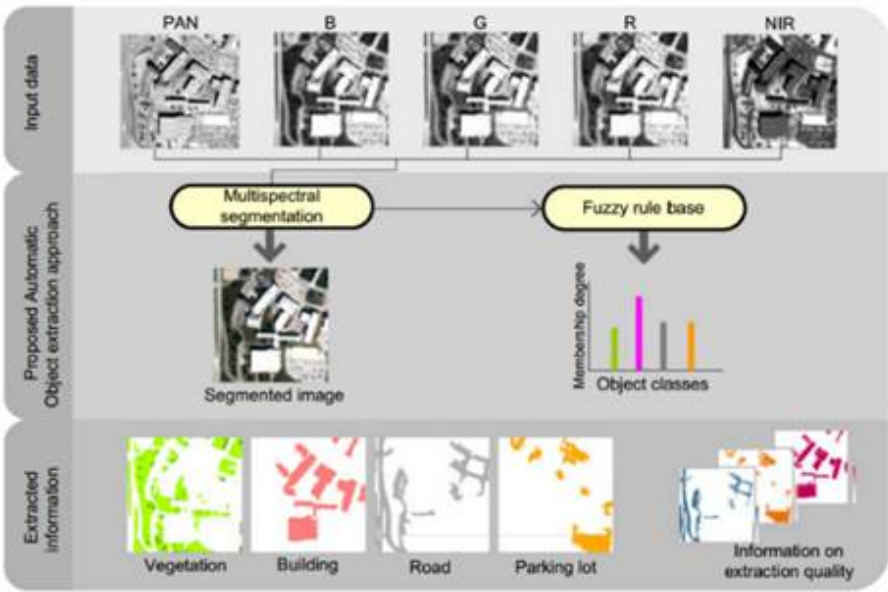 Input data
PAN
B
G
R
NIR
Proposed Automatic
Object extraction approach
Multispectral
segmentation
Fuzzy rule base
Segmented image
Membership degree
Object classes
Extracted
information
Vegetation
Building
Road
Parking lot
Information on
extraction quality